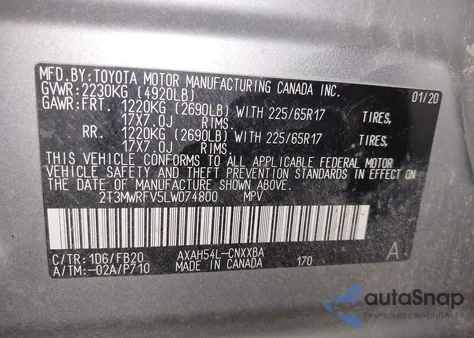 MFD.BY:TOYOTA MOTOR MANUFACTURING CANADA INC.
GVWR:2230KG (4920LB) 01/20
GAWR:FRT. 1220KG (2690LB) WITH 225/65R17 TIRES,
17X7.0J RIMS,
RR. 1220KG (2690LB) WITH 225/65R17 TIRES,
17X7.0J RIMS,
THIS VEHICLE CONFORMS TO ALL APPLICABLE FEDERAL MOTOR
VEHICLE SAFETY STANDARDS IN EFFECT ON THE DATE OF
MANUFACTURE SHOWN ABOVE.
2T3MWRFV5LW074800 MPV
C/TR: 1D6/FB20 AXAH54L-CNXXBA A
A/TM:-02A/P710 MADE IN CANADA 170
autoSnap